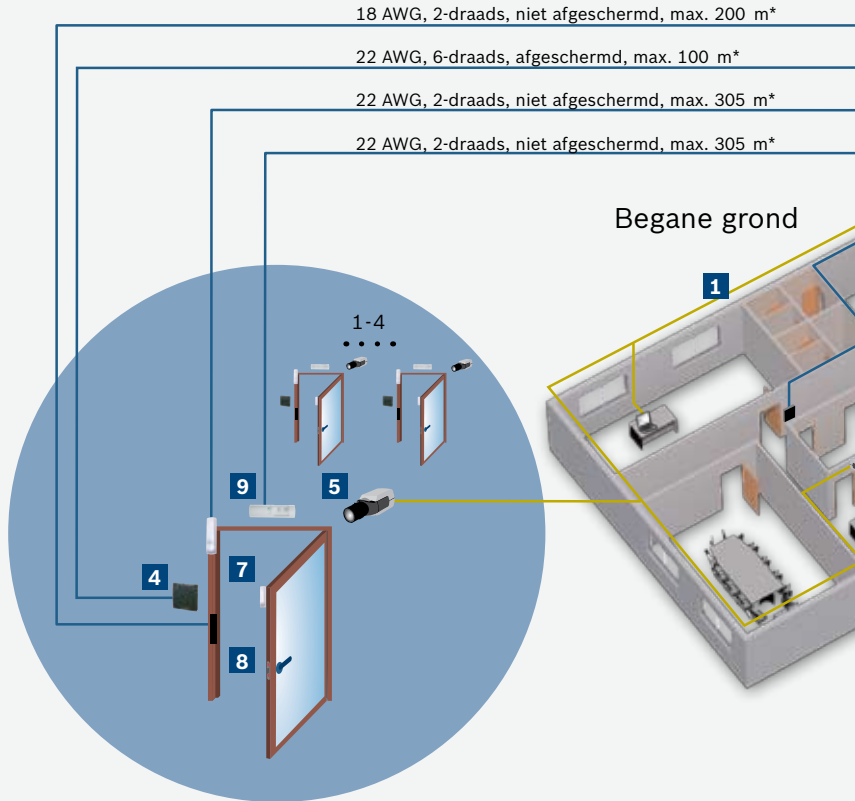 18 AWG, 2-draads, niet afgeschermd, max. 200 m*
22 AWG, 6-draads, afgeschermd, max. 100 m*
22 AWG, 2-draads, niet afgeschermd, max. 305 m*
22 AWG, 2-draads, niet afgeschermd, max. 305 m*
Begane grond
1
1-4
9
5
4
7
8